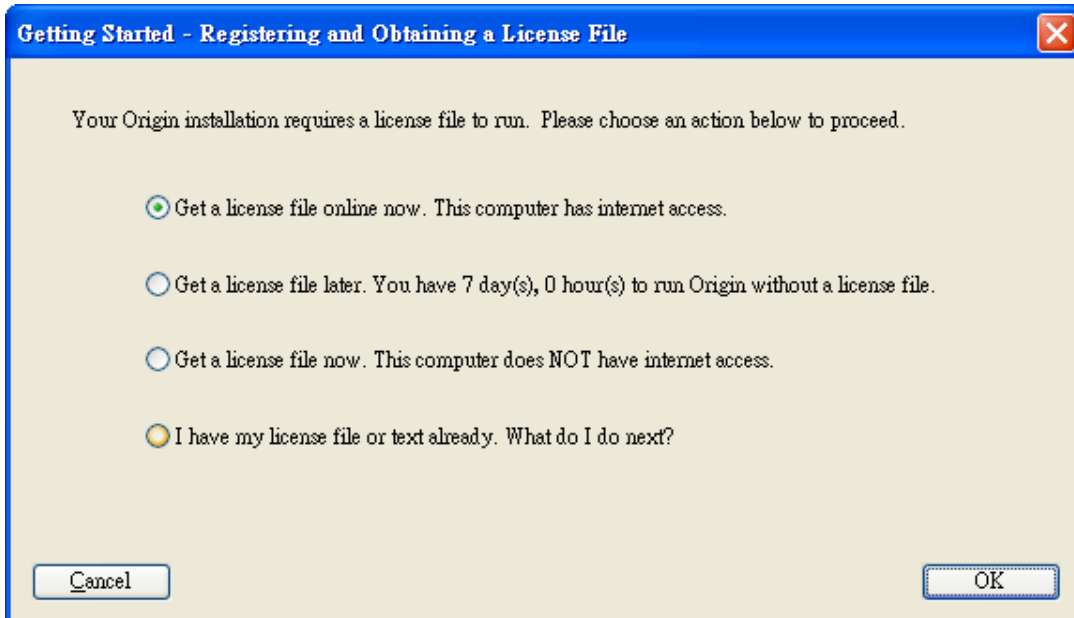 Getting Started - Registering and Obtaining a License File
Your Origin installation requires a license file to run. Please choose an action below to proceed.
Get a license file online now. This computer has internet access.
Get a license file later. You have 7 day(s), 0 hour(s) to run Origin without a license file.
Get a license file now. This computer does NOT have internet access.
I have my license file or text already. What do I do next?
Cancel
OK